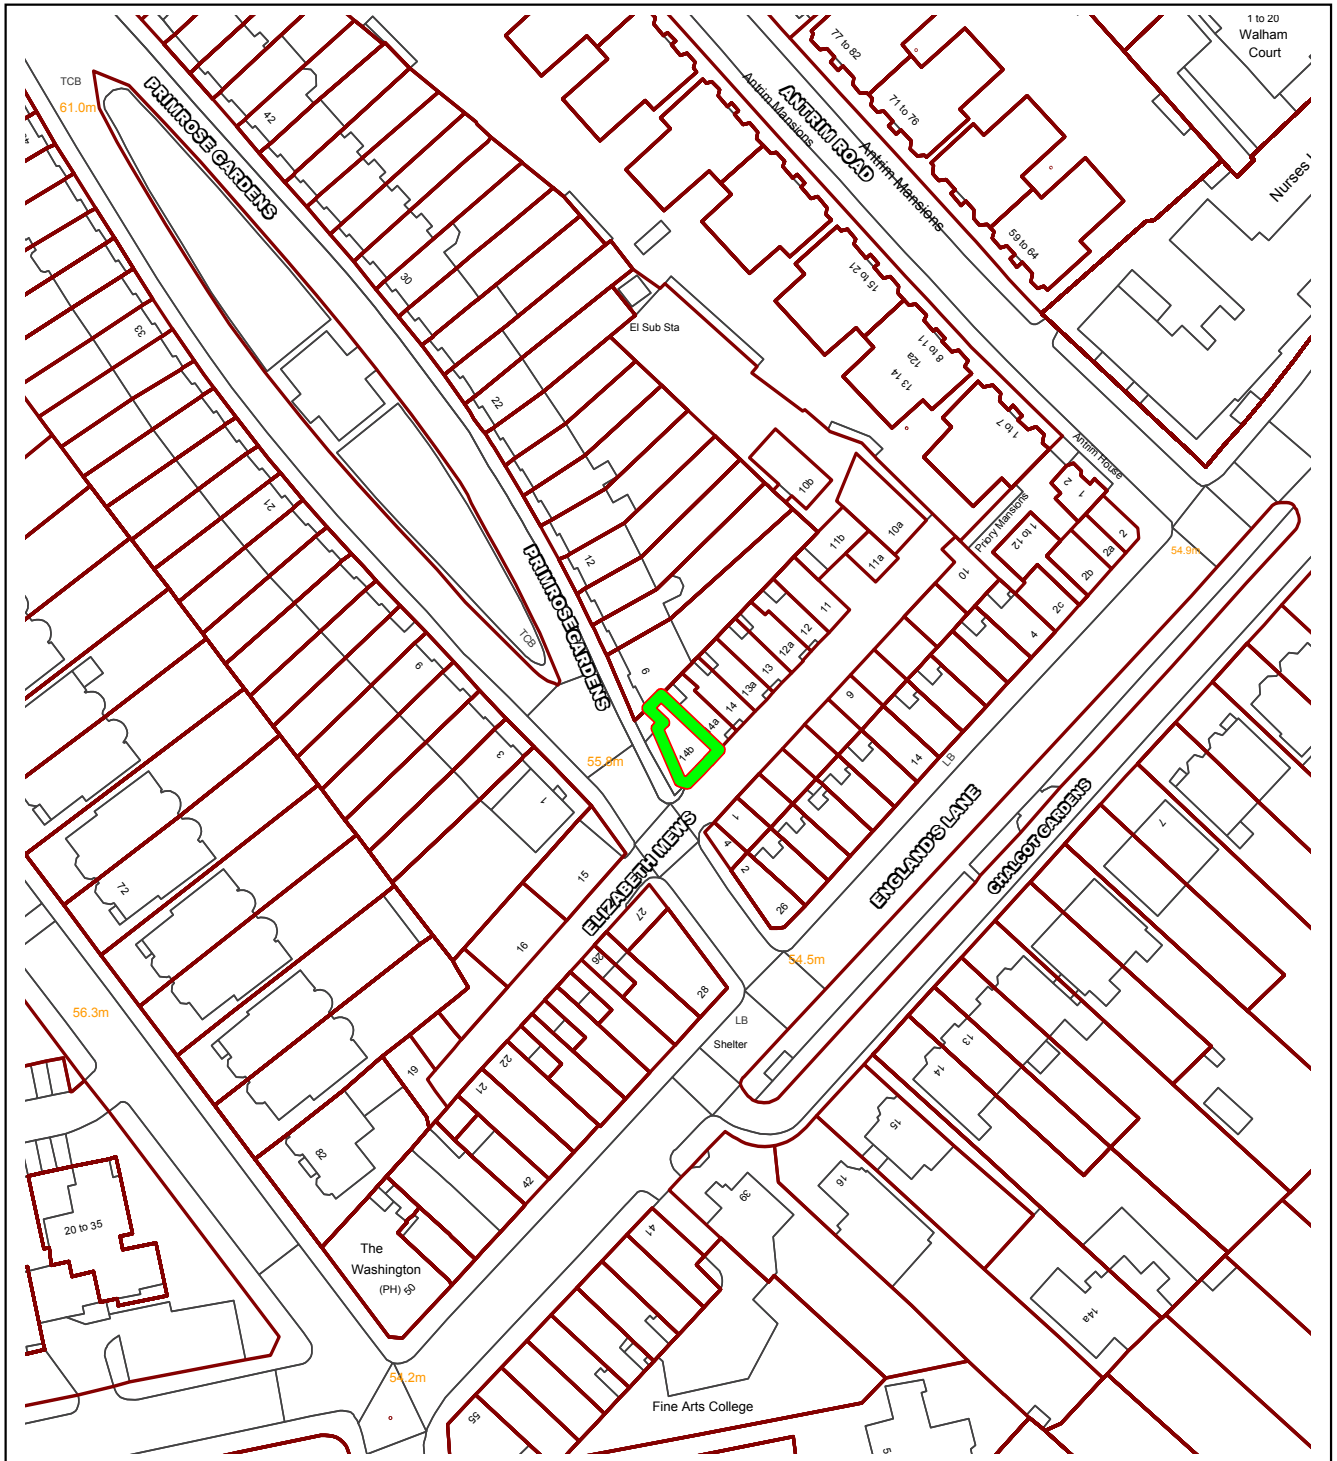 1 to 20
Walham
Court
77 to 82
TCB
61.0m
PRIMROSE GARDENS
42
Antrim Mansions
ANTRIM ROAD
71 to 76
Antrim Mansions
Nurses
59 to 64
30
15 to 21
33
El Sub Sta
8 to 11
12a
13 14
22
1 to 7
Antrim House
10b
2
1
21
10a
Priory Mansions
1 to 12
2
2a
11b
11a
54.9m
12
PRIMROSE GARDENS
10
2b
2c
TCB
11
12
4
12a
6
9
13
13a
9
14
4a
14b
3
55.8m
14
LB
1
1
ENGLAND'S LANE
CHALCOT GARDENS
7
ELIZABETH MEWS
4
2
15
72
27
26
16
26
54.5m
28
56.3m
LB
Shelter
13
22
19
14
21
15
82
42
16
39
20 to 35
41
The
Washington
(PH) 50
14a
54.2m
Fine Arts College
55
5